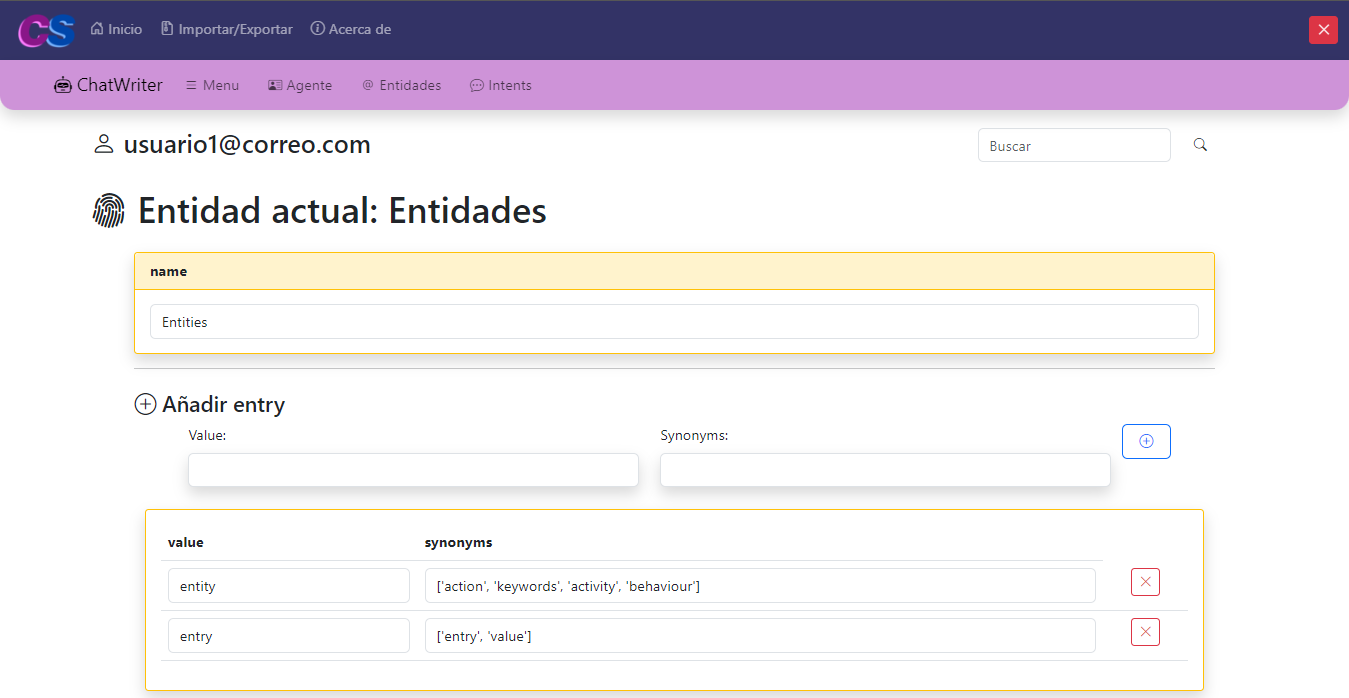 CS Inicio Importar/Exportar Acerca de
ChatWriter Menu Agente Entidades Intents
usuario1@correo.com Buscar
Entidad actual: Entidades
name
Entities
Añadir entry
Value: Synonyms:
value synonyms
entity ['action', 'keywords', 'activity', 'behaviour']
entry ['entry', 'value']